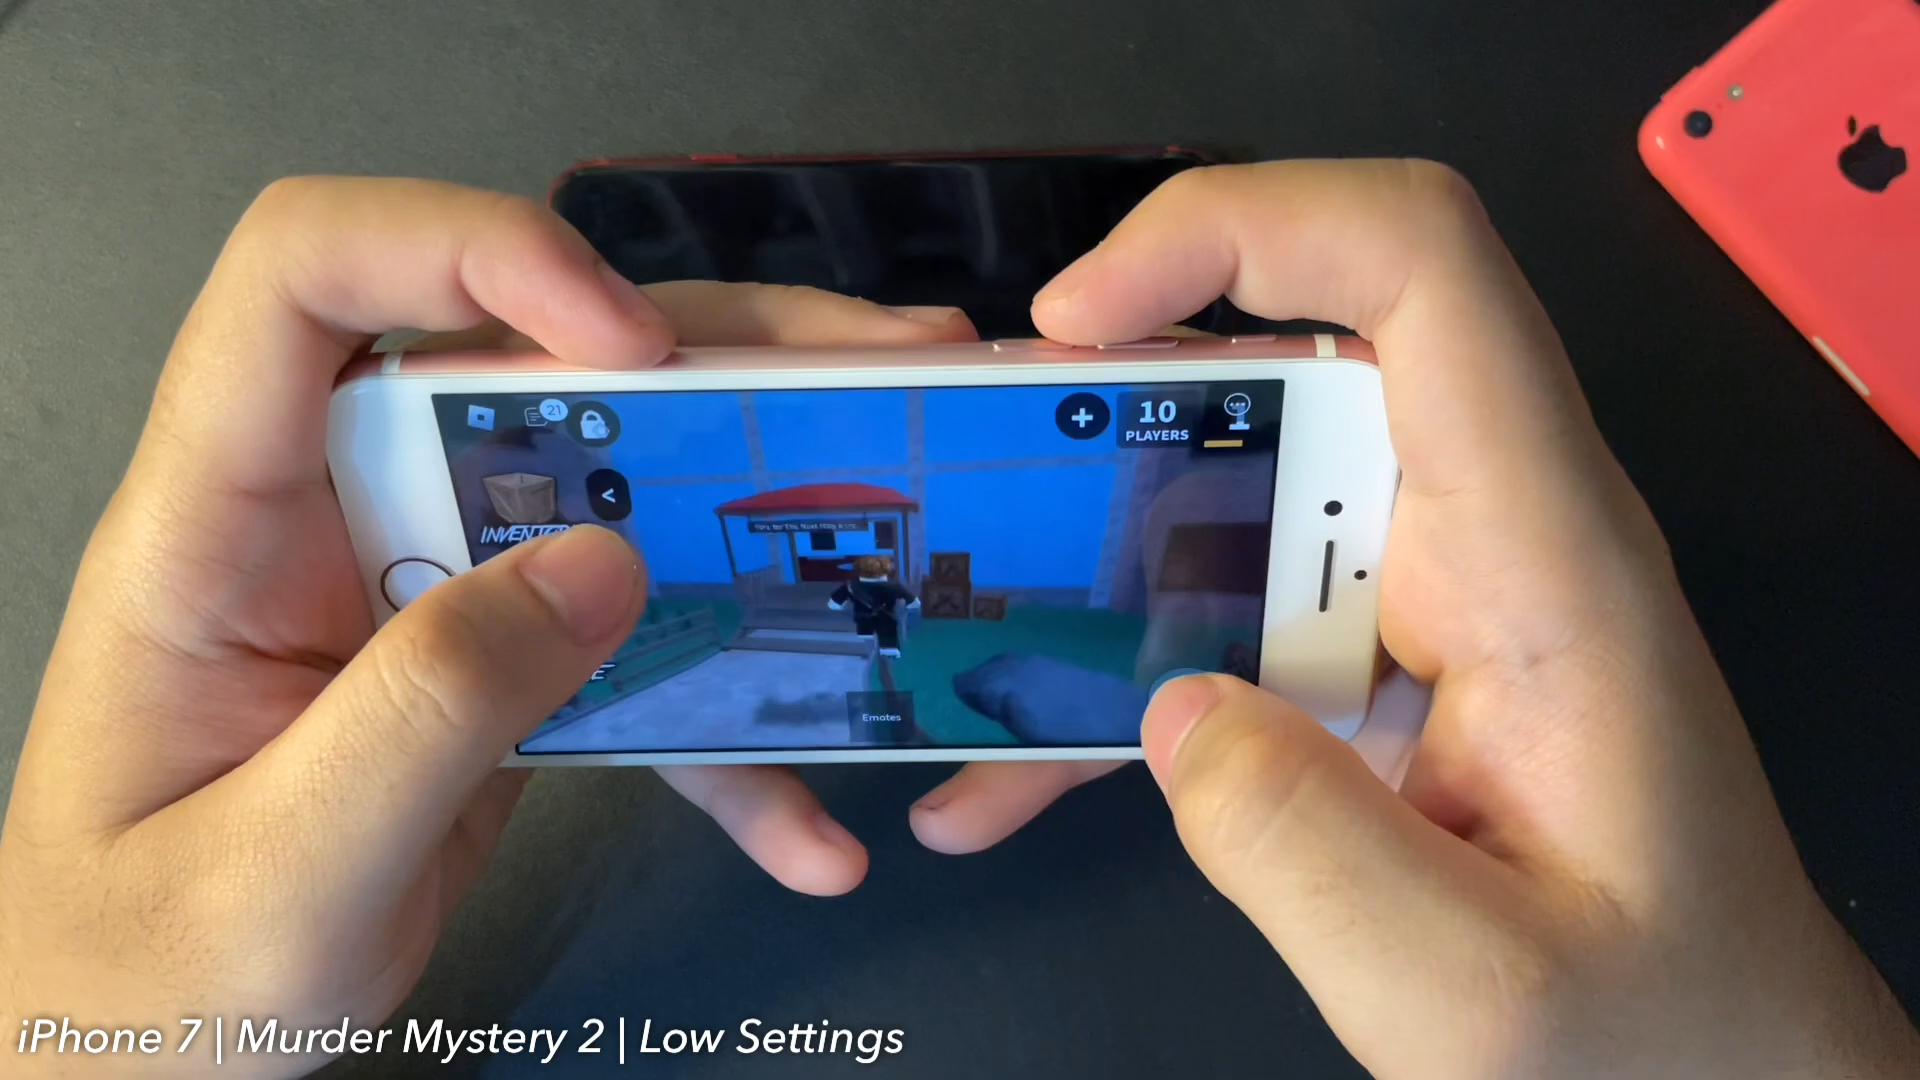 21
10
PLAYERS
<
Emotes
iPhone 7 | Murder Mystery 2 | Low Settings